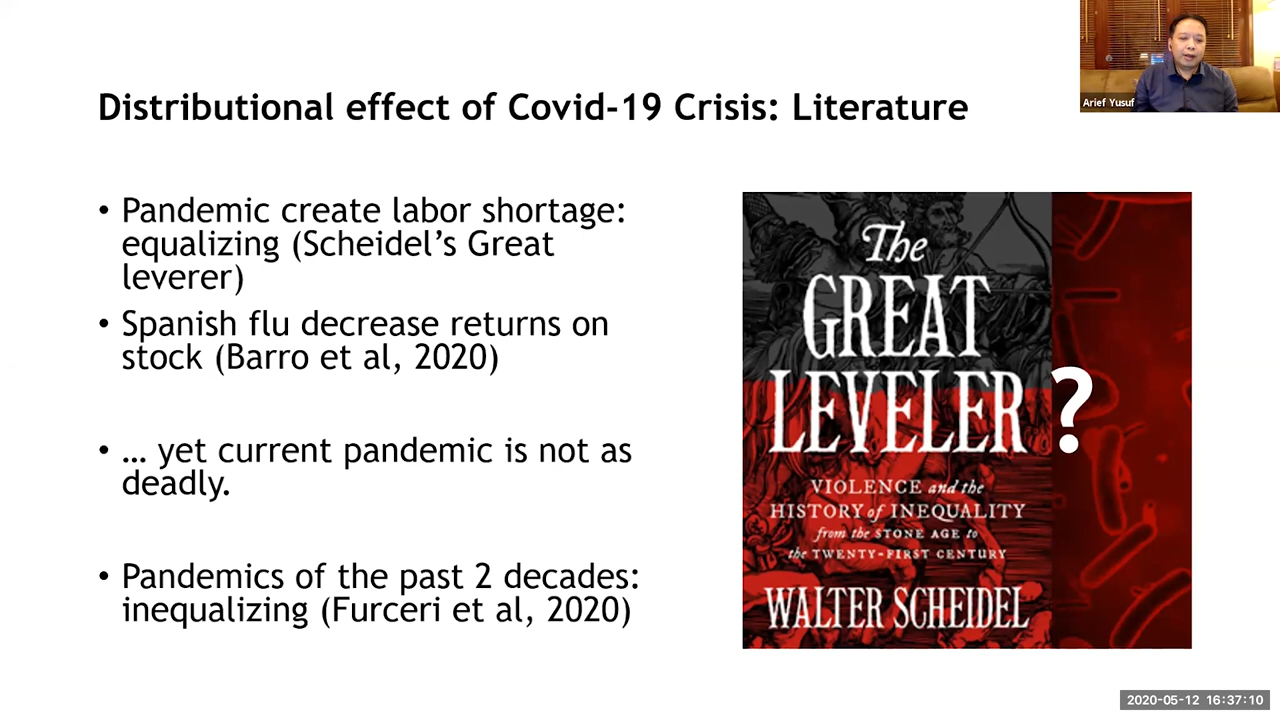 Arief Yusuf
Distributional effect of Covid-19 Crisis: Literature
• Pandemic create labor shortage:
equalizing (Scheidel’s Great
leverer)
• Spanish flu decrease returns on
stock (Barro et al, 2020)
• … yet current pandemic is not as
deadly.
• Pandemics of the past 2 decades:
inequalizing (Furceri et al, 2020)
The
GREAT
LEVELER
?
VIOLENCE and the
HISTORY of INEQUALITY
from the STONE AGE to
the TWENTY-FIRST CENTURY
WALTER SCHEIDEL
2020-05-12 16:37:10